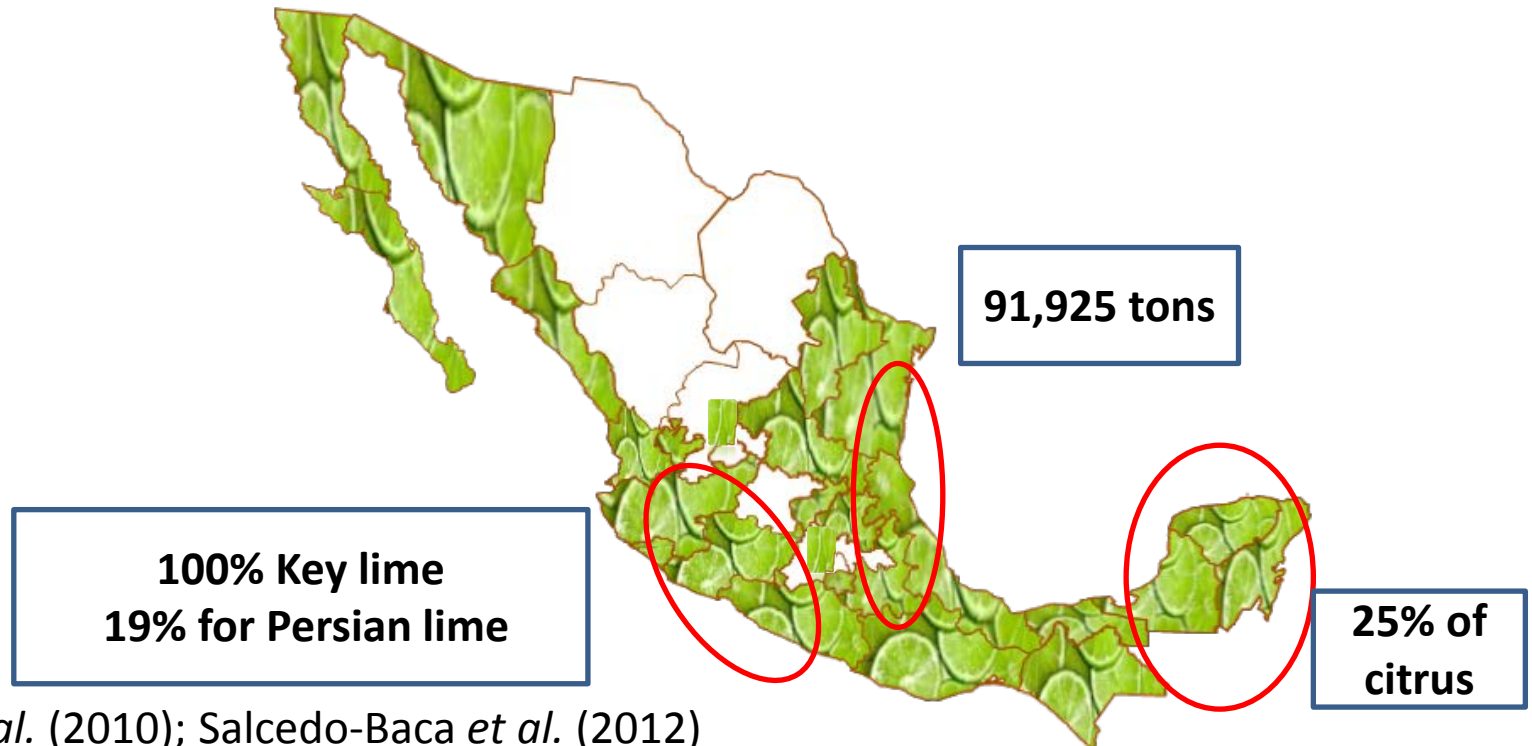 91,925 tons
100% Key lime
19% for Persian lime
25% of
citrus
al. (2010); Salcedo-Baca et al. (2012)